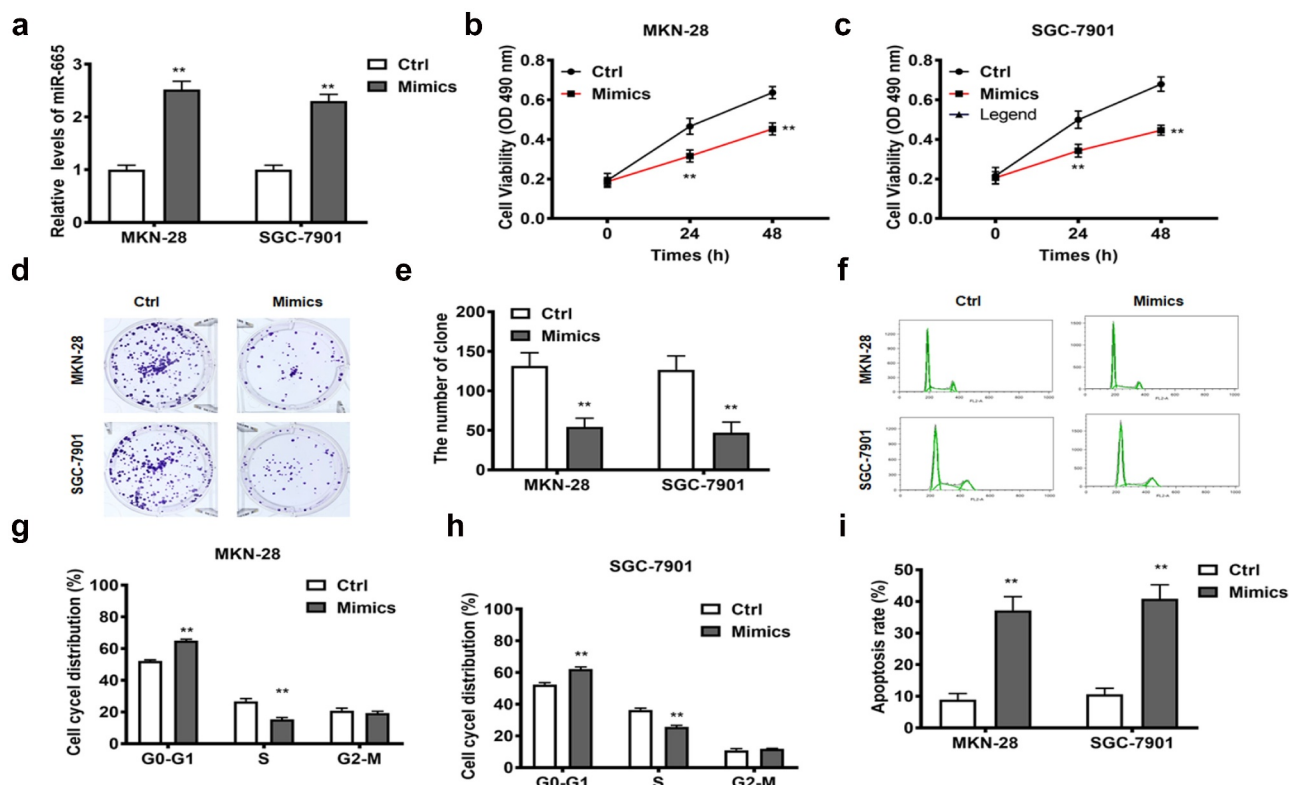 a
Relative levels of miR-665
3
2
1
0
**
**
MKN-28
SGC-7901
Ctrl
Mimics
b
MKN-28
Cell Viability (OD 490 nm)
0.8
0.6
0.4
0.2
0.0
Ctrl
Mimics
**
**
0
24
48
Times (h)
c
SGC-7901
Cell Viability (OD 490 nm)
0.8
0.6
0.4
0.2
0.0
Ctrl
Mimics
Legend
**
**
0
24
48
Times (h)
d
Ctrl
Mimics
MKN-28
SGC-7901
e
The number of clone
200
150
100
50
0
Ctrl
Mimics
**
**
MKN-28
SGC-7901
f
Ctrl
Mimics
MKN-28
SGC-7901
g
MKN-28
Cell cycel distribution (%)
100
80
60
40
20
0
Ctrl
Mimics
**
**
G0-G1
S
G2-M
h
SGC-7901
Cell cycel distribution (%)
100
80
60
40
20
0
Ctrl
Mimics
**
**
G0-G1
S
G2-M
i
Apoptosis rate (%)
50
40
30
20
10
0
**
**
MKN-28
SGC-7901
Ctrl
Mimics